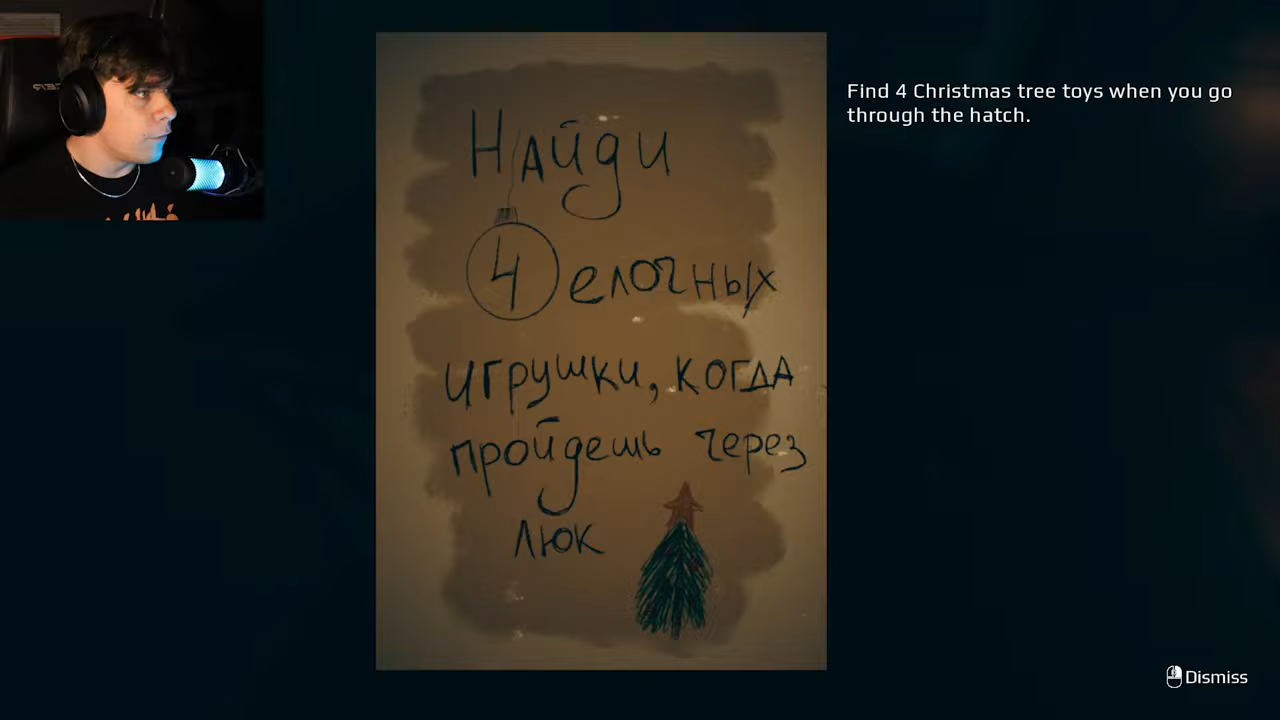 Найди
4 елочных
игрушки, когда
пройдешь через
люк
Find 4 Christmas tree toys when you go
through the hatch.
Dismiss